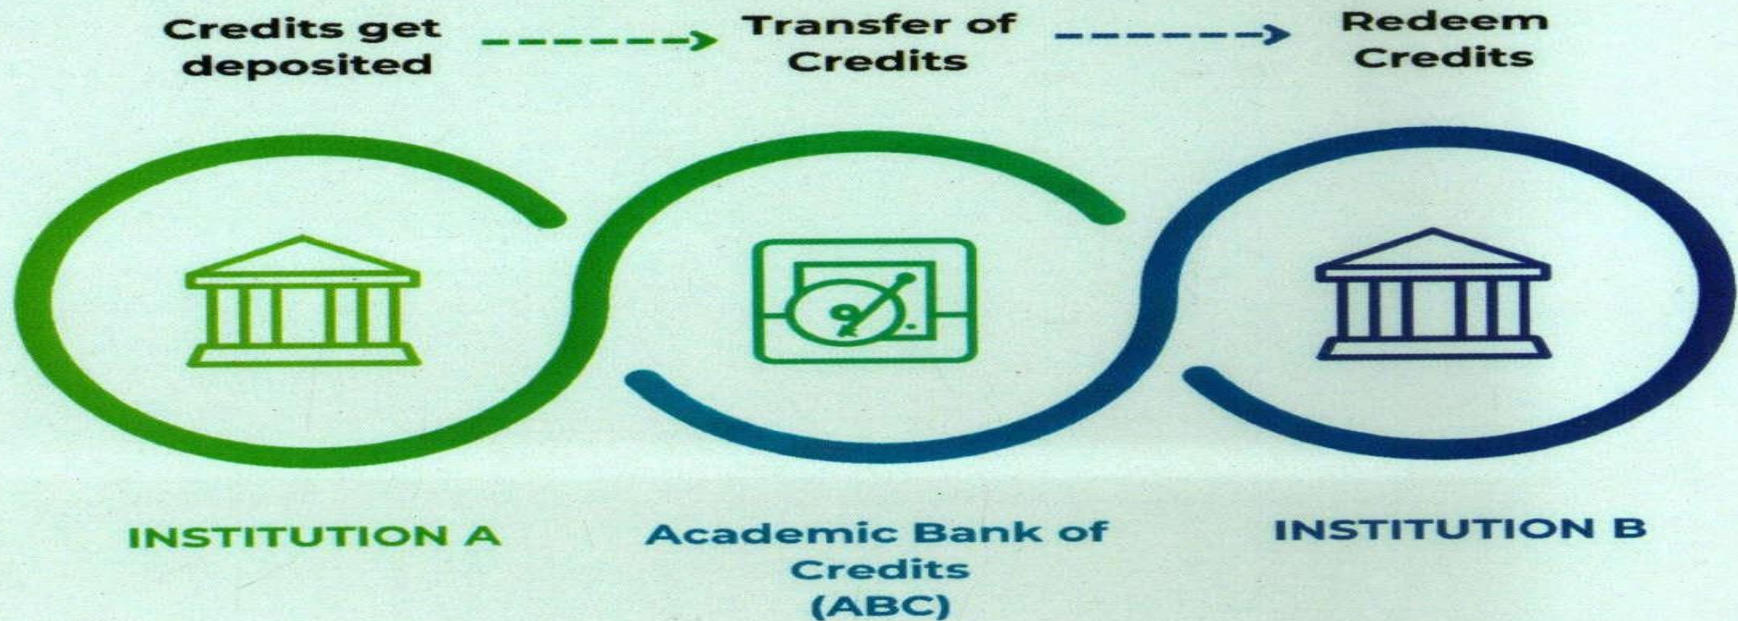 Credits get
deposited
Transfer of
Credits
Redeem
Credits
INSTITUTION A
Academic Bank of
Credits
(ABC)
INSTITUTION B